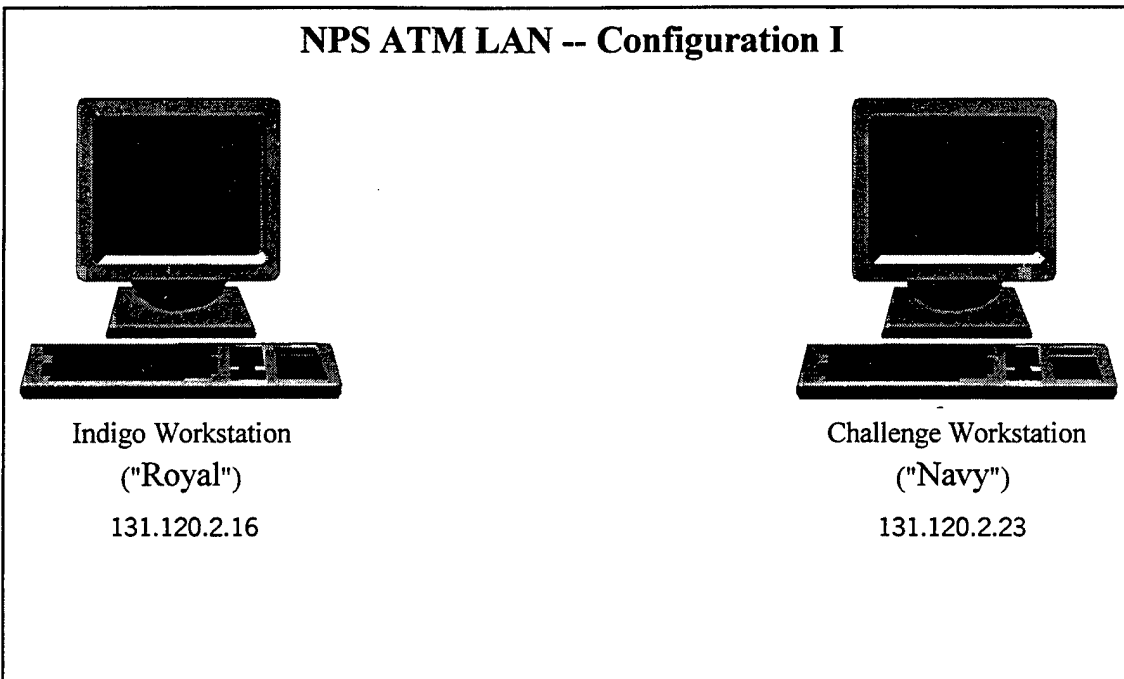 NPS ATM LAN -- Configuration I
Indigo Workstation
("Royal")
131.120.2.16
Challenge Workstation
("Navy")
131.120.2.23